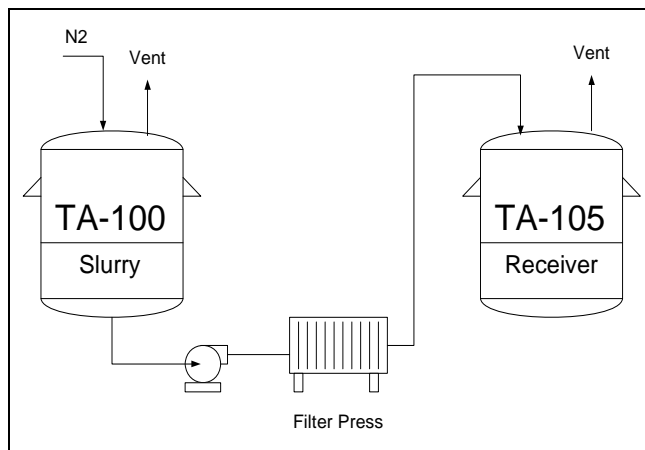 N2
Vent
Vent
TA-100
Slurry
TA-105
Receiver
Filter Press